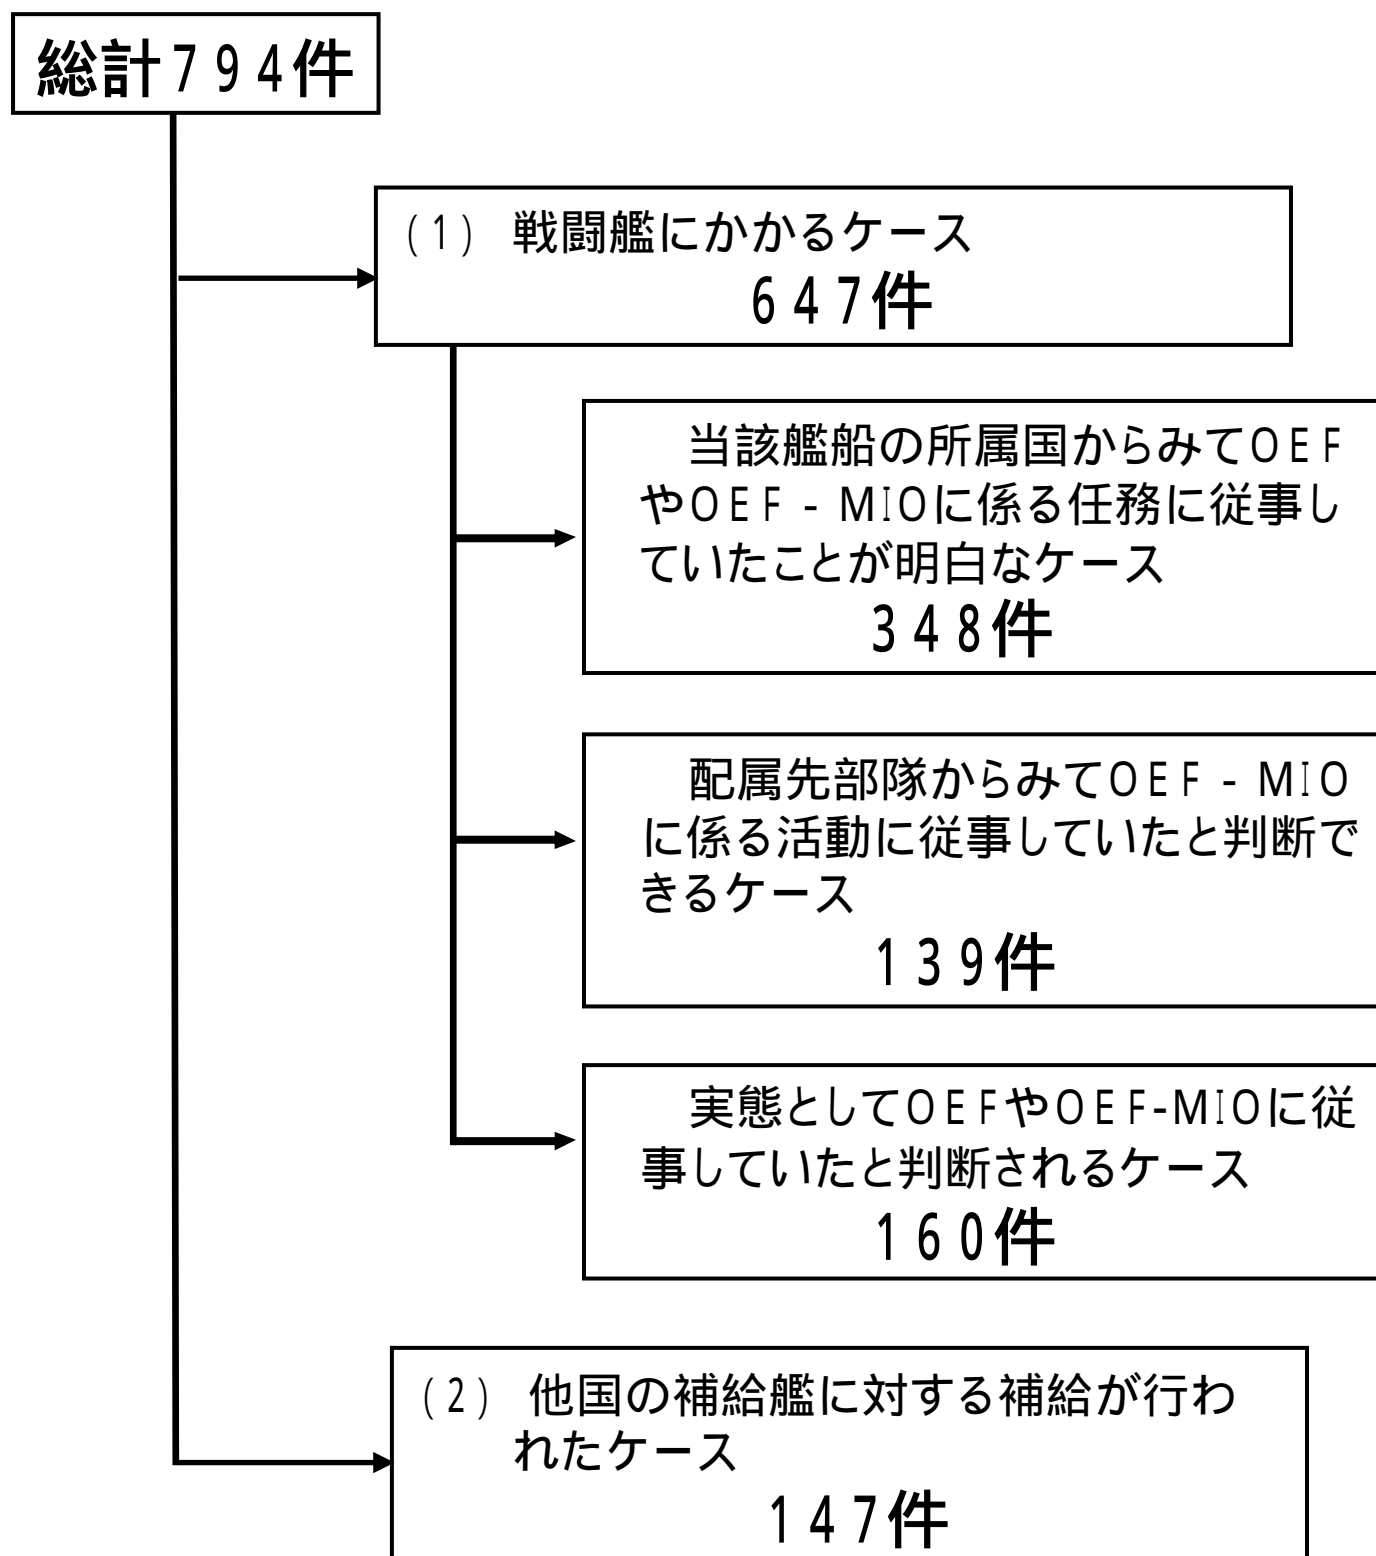 総計794件
(1) 戦闘艦にかかるケース
647件
当該艦船の所属国からみてOEF
やOEF-MIOに係る任務に従事し
ていたことが明白なケース
348件
配属先部隊からみてOEF-MIO
に係る活動に従事していたと判断で
きるケース
139件
実態としてOEFやOEF-MIOに従
事していたと判断されるケース
160件
(2) 他国の補給艦に対する補給が行わ
れたケース
147件